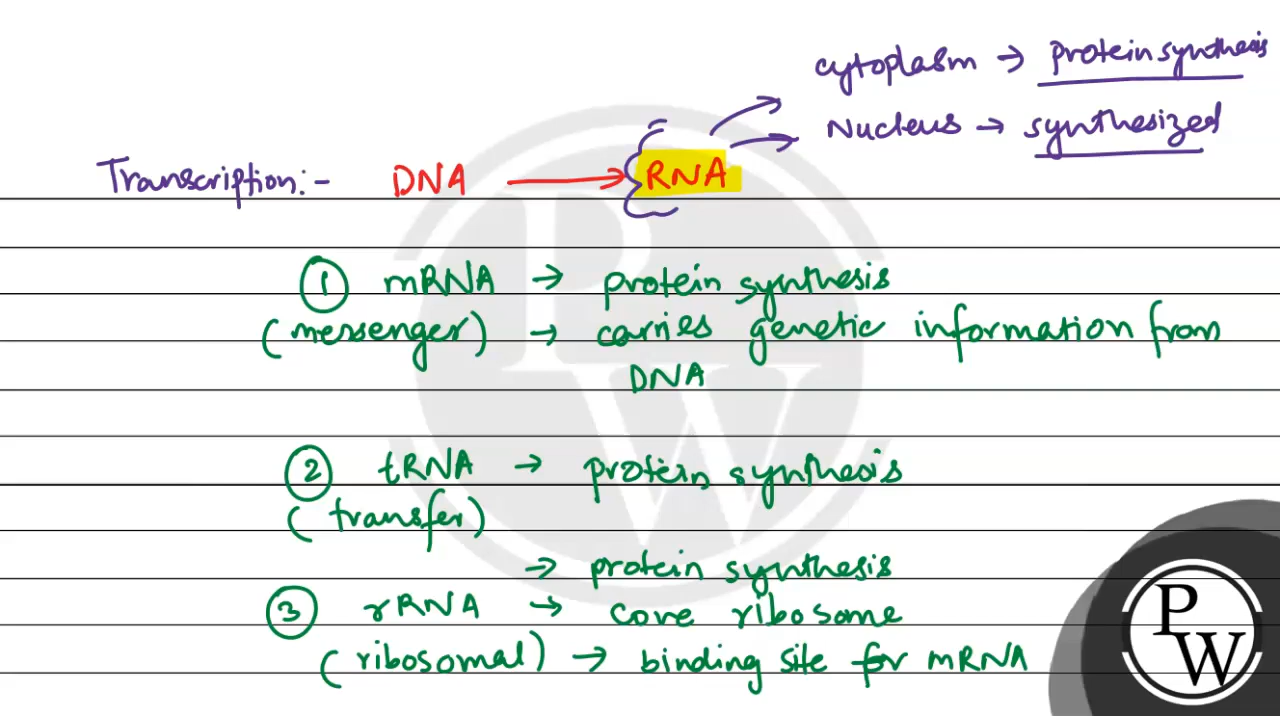 cytoplasm → protein synthesis
Nucleus → synthesized
Transcription:- DNA → RNA
① mRNA → protein synthesis
(messenger) → carries genetic information from
DNA
② tRNA → protein synthesis
(transfer)
→ protein synthesis
③ rRNA → core ribosome
(ribosomal) → binding site for mRNA
PW
PW